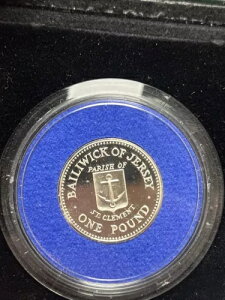 BAILIWICK OF JERSEY
PARISH OF
ST. CLEMENT
ONE POUND